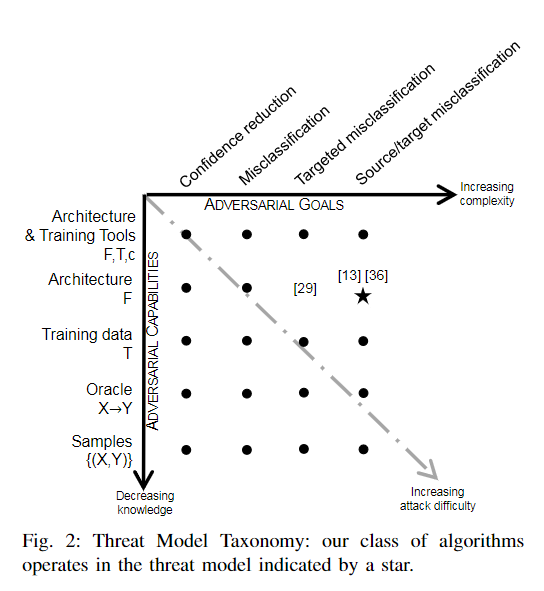 Confidence reduction
Misclassification
Targeted misclassification
Source/target misclassification
Increasing
complexity
ADVERSARIAL GOALS
Architecture
& Training Tools
F,T,c
Architecture
F
Training data
T
Oracle
X→Y
Samples
{(X,Y)}
ADVERSARIAL CAPABILITIES
[29]
[13] [36]
Decreasing
knowledge
Increasing
attack difficulty
Fig. 2: Threat Model Taxonomy: our class of algorithms
operates in the threat model indicated by a star.